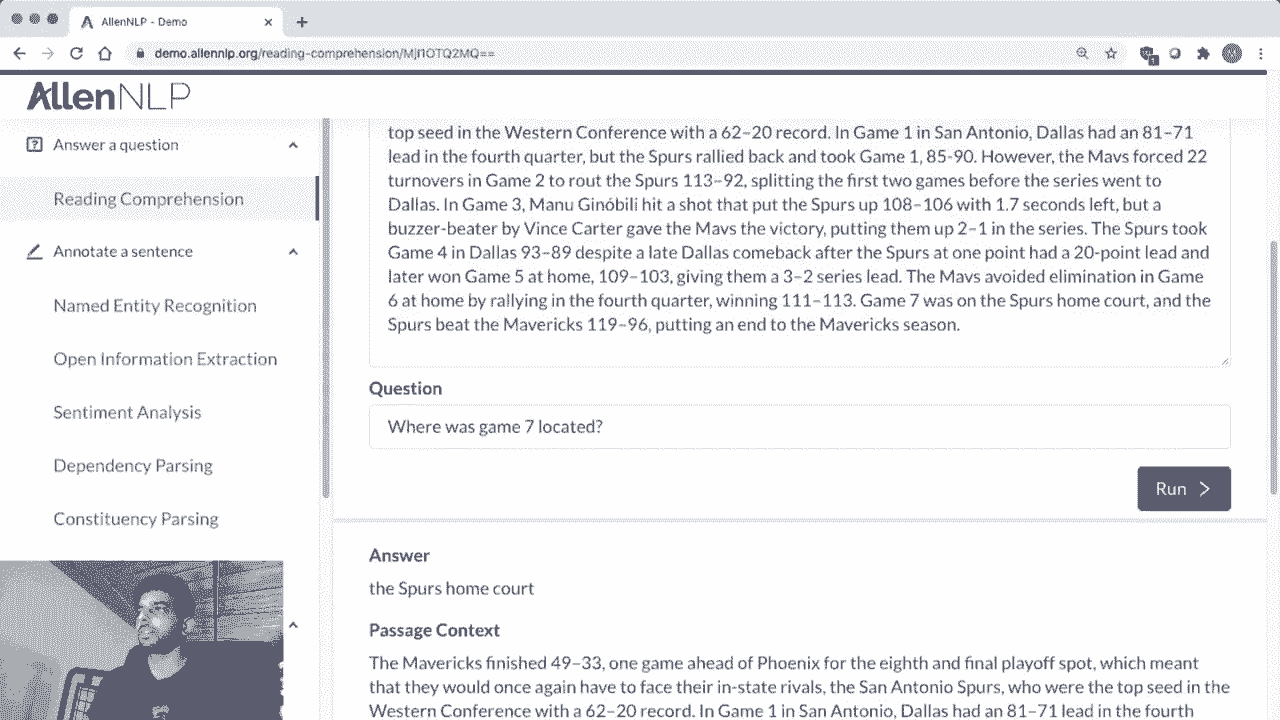 AllenNLP - Demo
demo.allennlp.org/reading-comprehension/MjI1OTQ2MQ==
AllenNLP
Answer a question
Reading Comprehension
Annotate a sentence
Named Entity Recognition
Open Information Extraction
Sentiment Analysis
Dependency Parsing
Constituency Parsing
top seed in the Western Conference with a 62–20 record. In Game 1 in San Antonio, Dallas had an 81–71
lead in the fourth quarter, but the Spurs rallied back and took Game 1, 85-90. However, the Mavs forced 22
turnovers in Game 2 to rout the Spurs 113–92, splitting the first two games before the series went to
Dallas. In Game 3, Manu Ginóbili hit a shot that put the Spurs up 108–106 with 1.7 seconds left, but a
buzzer-beater by Vince Carter gave the Mavs the victory, putting them up 2–1 in the series. The Spurs took
Game 4 in Dallas 93–89 despite a late Dallas comeback after the Spurs at one point had a 20-point lead and
later won Game 5 at home, 109–103, giving them a 3–2 series lead. The Mavs avoided elimination in Game
6 at home by rallying in the fourth quarter, winning 111–113. Game 7 was on the Spurs home court, and the
Spurs beat the Mavericks 119–96, putting an end to the Mavericks season.
Question
Where was game 7 located?
Run
Answer
the Spurs home court
Passage Context
The Mavericks finished 49–33, one game ahead of Phoenix for the eighth and final playoff spot, which meant
that they would once again have to face their in-state rivals, the San Antonio Spurs, who were the top seed in the
Western Conference with a 62–20 record. In Game 1 in San Antonio, Dallas had an 81–71 lead in the fourth